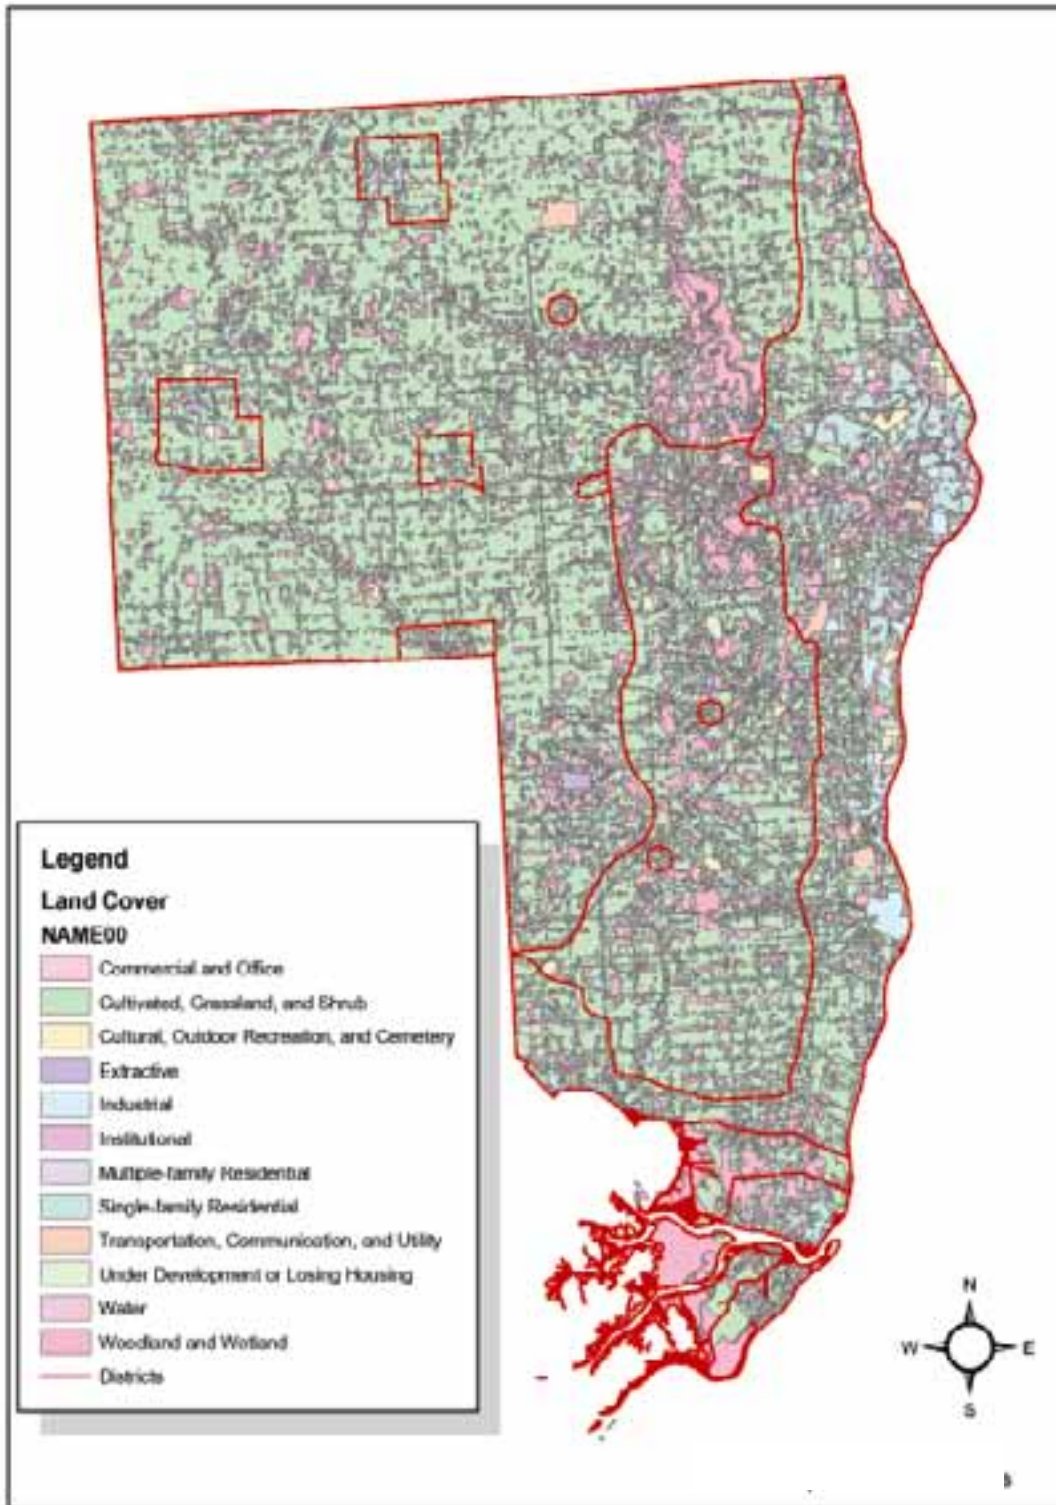 Legend
Land Cover
NAME00
Commercial and Office
Cultivated, Grassland, and Shrub
Cultural, Outdoor Recreation, and Cemetery
Extractive
Industrial
Institutional
Multiple-family Residential
Single-family Residential
Transportation, Communication, and Utility
Under Development or Losing Housing
Water
Woodland and Wetland
Districts
N
W E
S